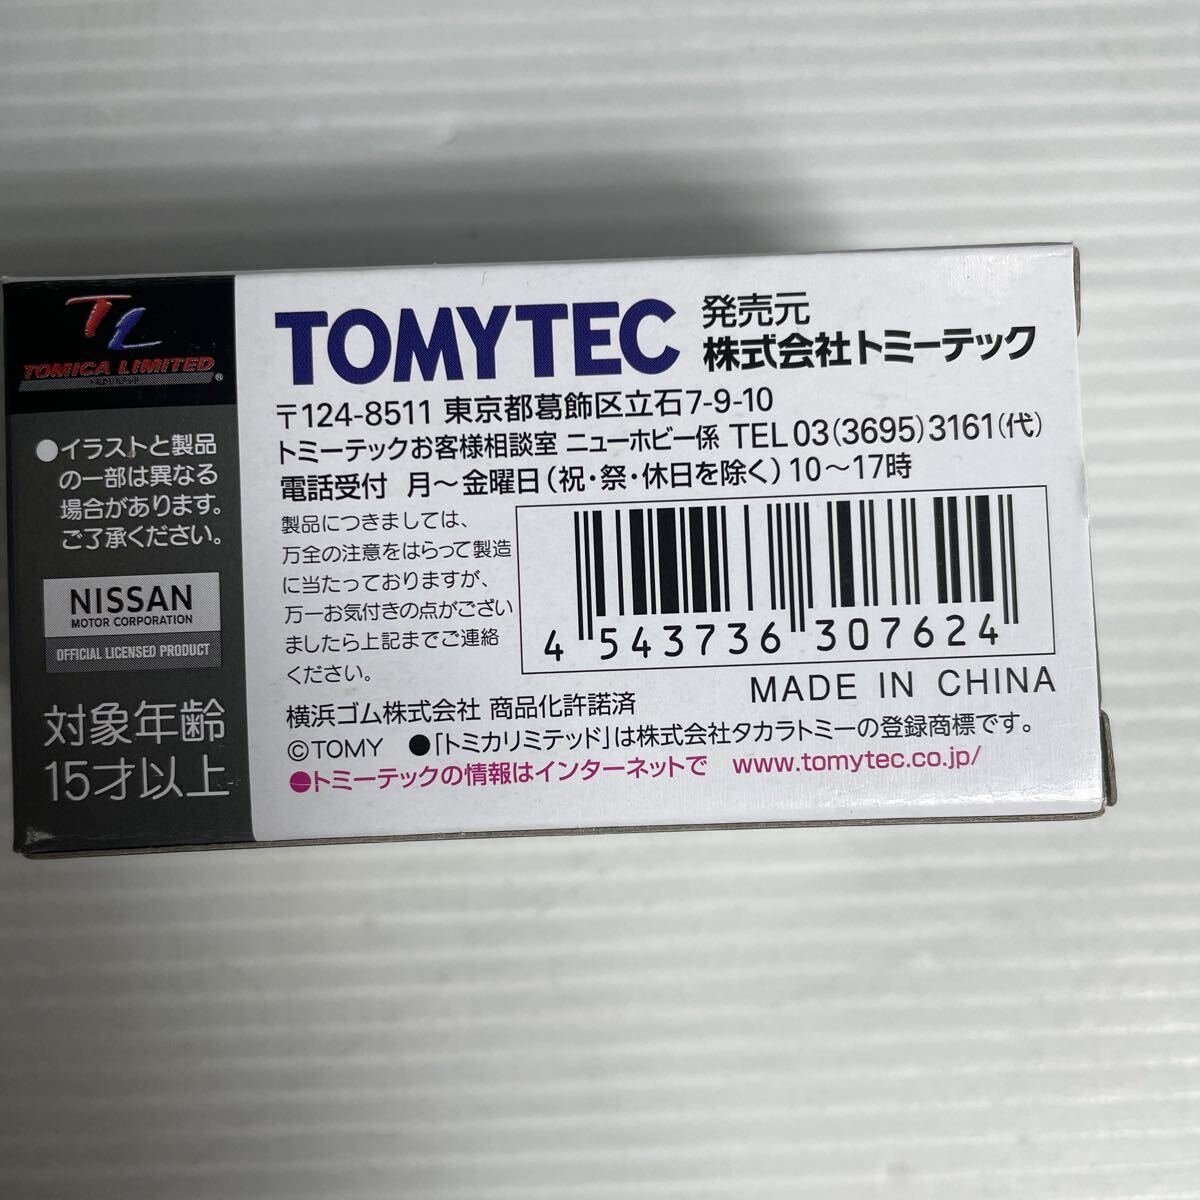 TL
TOMICA LIMITED
®
●イラストと製品
の一部は異なる
場合があります。
ご了承ください。
NISSAN
MOTOR CORPORATION
OFFICIAL LICENSED PRODUCT
対象年齢
15才以上
TOMYTEC
発売元
株式会社トミーテック
〒124-8511 東京都葛飾区立石7-9-10
トミーテックお客様相談室 ニューホビー係 TEL 03(3695)3161(代)
電話受付 月〜金曜日(祝・祭・休日を除く)10〜17時
製品につきましては、
万全の注意をはらって製造
に当たっておりますが、
万一お気付きの点がござい
ましたら上記までご連絡
ください。
4 543736 307624
MADE IN CHINA
横浜ゴム株式会社 商品化許諾済
©TOMY ●「トミカリミテッド」は株式会社タカラトミーの登録商標です。
●トミーテックの情報はインターネットで www.tomytec.co.jp/